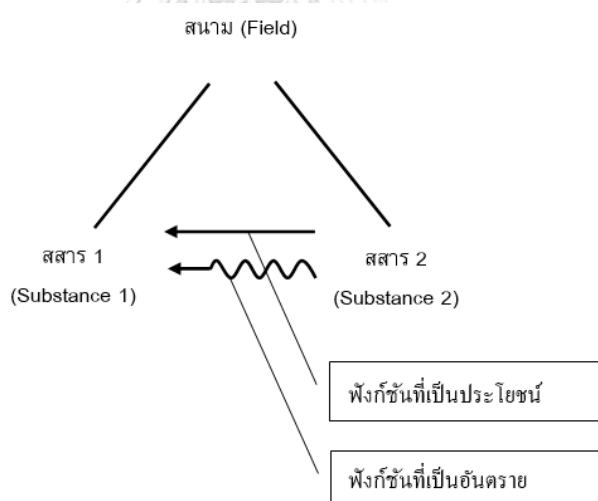 สนาม (Field)
สสาร 1
(Substance 1)
สสาร 2
(Substance 2)
ฟังก์ชันที่เป็นประโยชน์
ฟังก์ชันที่เป็นอันตราย